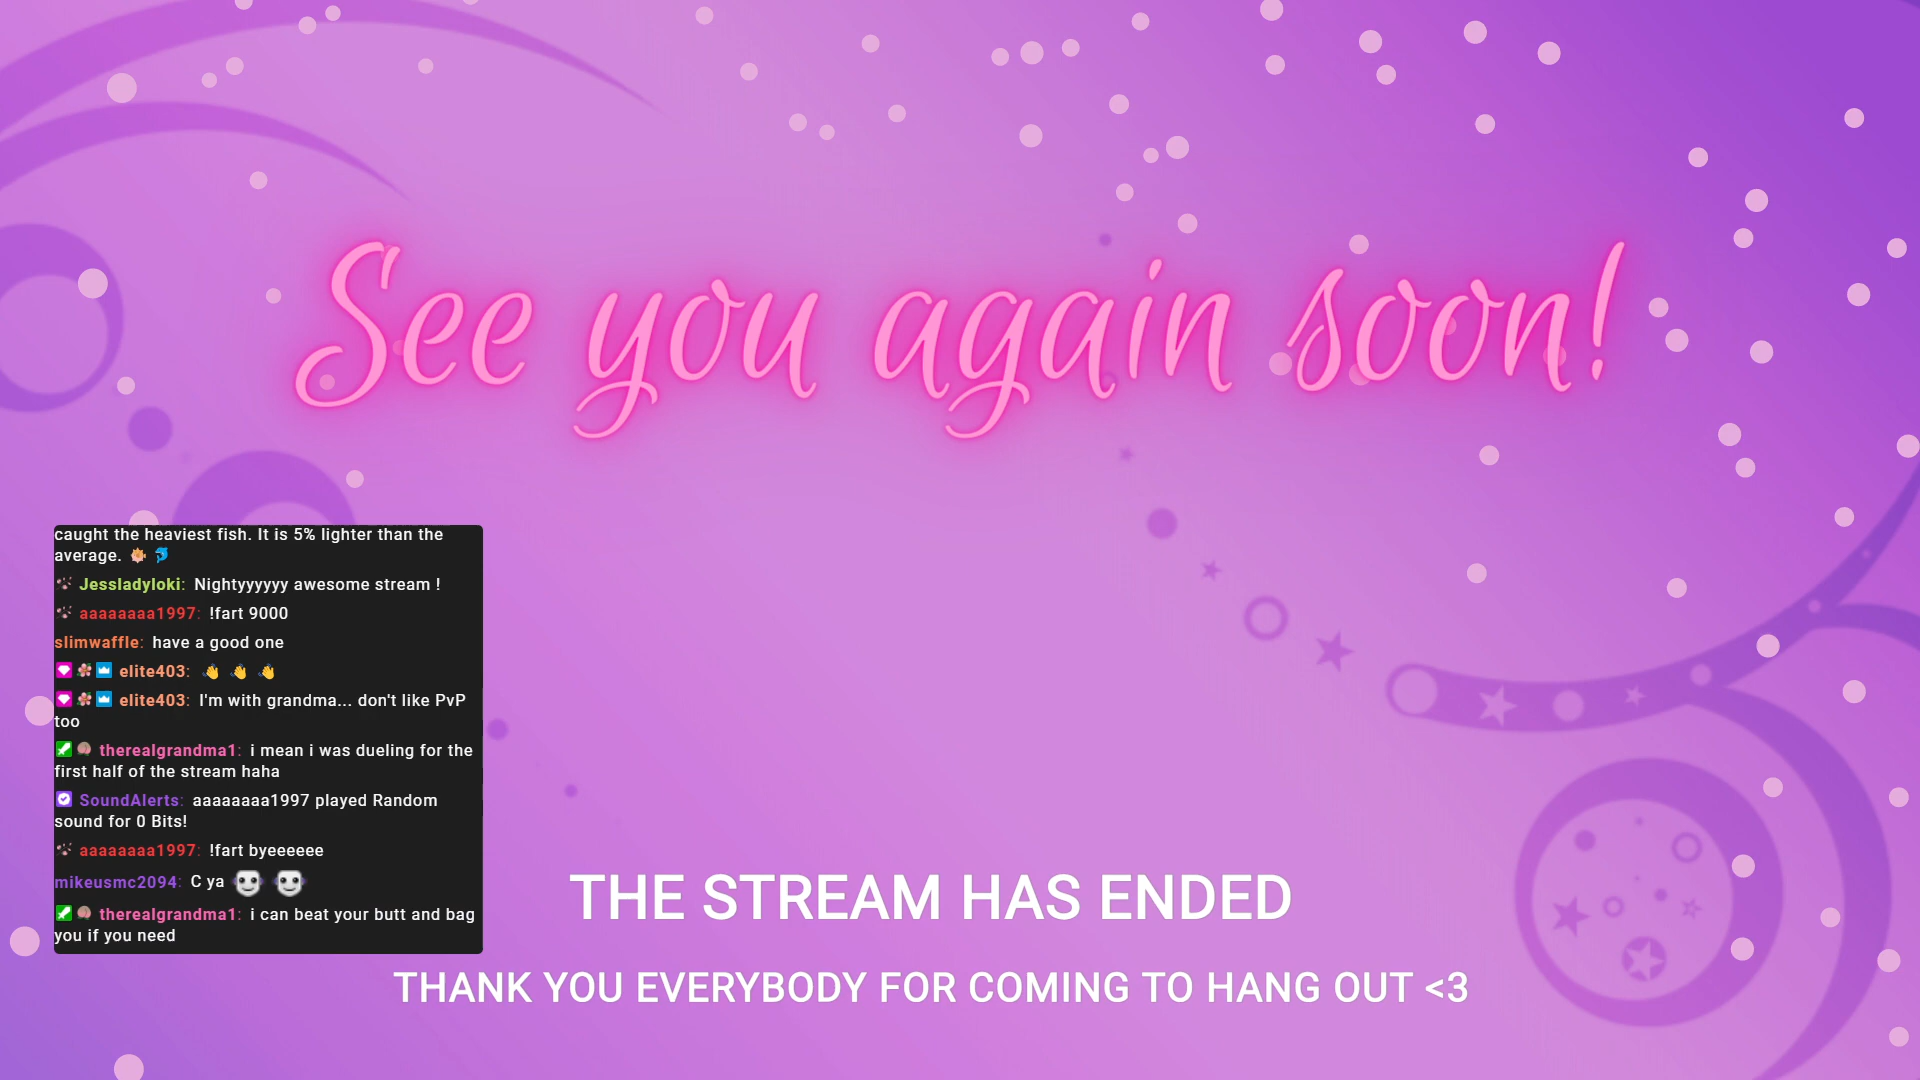 See you again soon!
caught the heaviest fish. It is 5% lighter than the
average.
Jessladyloki: Nightyyyyyy awesome stream !
aaaaaaaa1997: !fart 9000
slimwaffle: have a good one
elite403:
elite403: I'm with grandma... don't like PvP
too
therealgrandma1: i mean i was dueling for the
first half of the stream haha
SoundAlerts: aaaaaaaa1997 played Random
sound for 0 Bits!
aaaaaaaa1997: !fart byeeeeee
mikeusmc2094: C ya
therealgrandma1: i can beat your butt and bag
you if you need
THE STREAM HAS ENDED
THANK YOU EVERYBODY FOR COMING TO HANG OUT <3